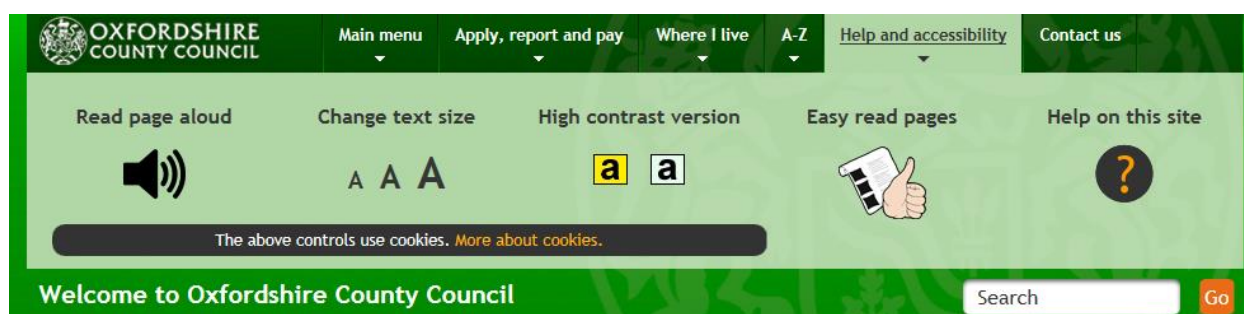 OXFORDSHIRE
COUNTY COUNCIL
Main menu
Apply, report and pay
Where I live
A-Z
Help and accessibility
Contact us
Read page aloud
Change text size
High contrast version
Easy read pages
Help on this site
A A A
a a
?
The above controls use cookies. More about cookies.
Welcome to Oxfordshire County Council
Search
Go